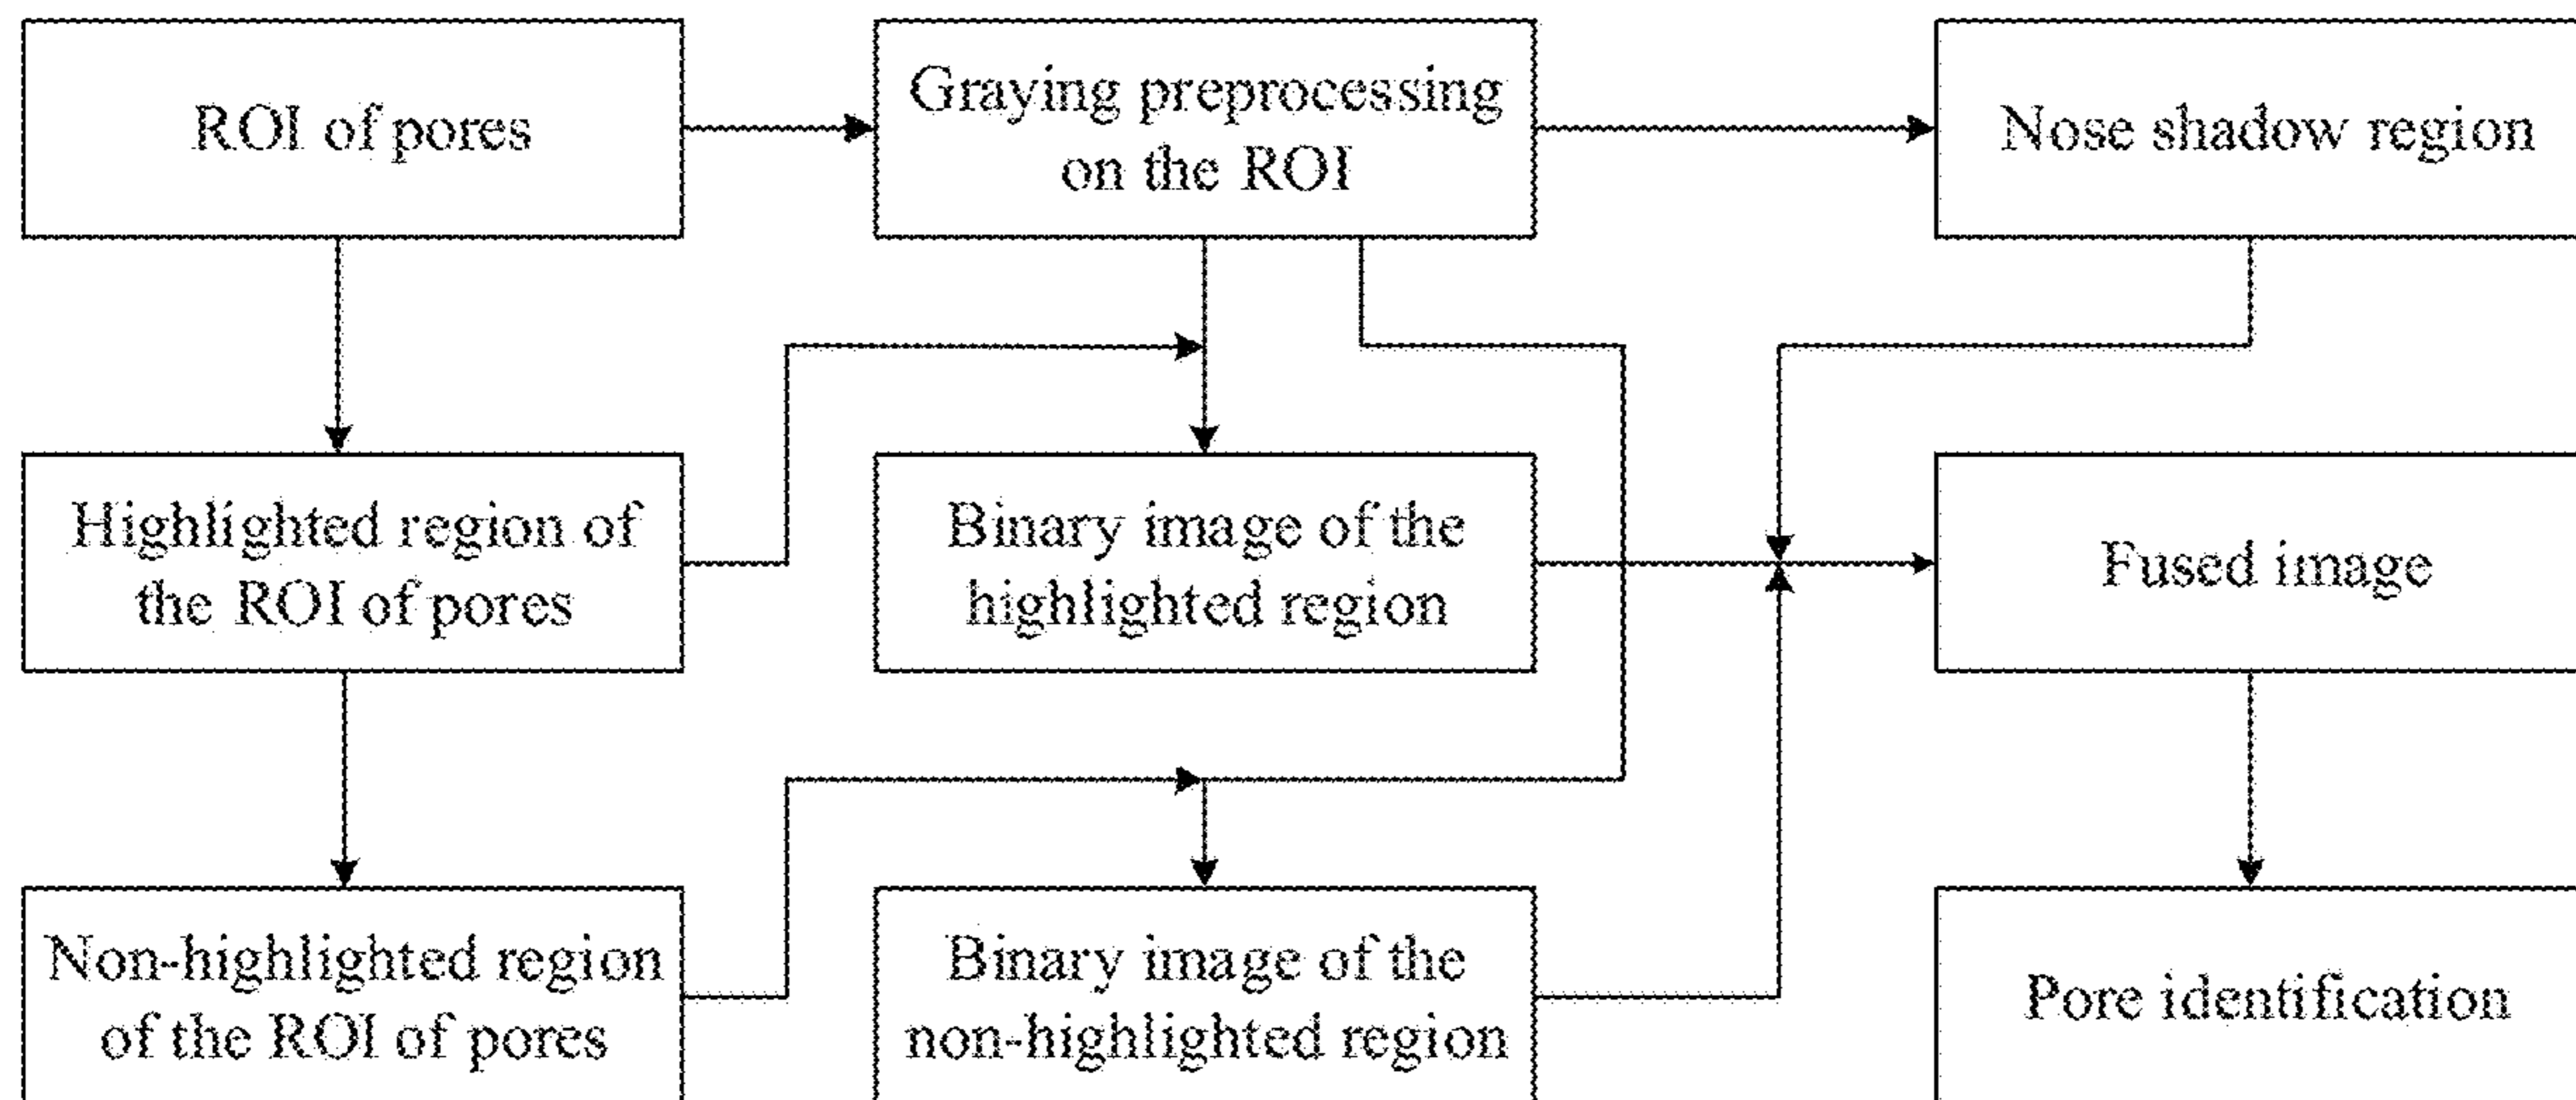 ROI of pores
Graying preprocessing
on the ROI
Nose shadow region
Highlighted region of
the ROI of pores
Binary image of the
highlighted region
Fused image
Non-highlighted region
of the ROI of pores
Binary image of the
non-highlighted region
Pore identification